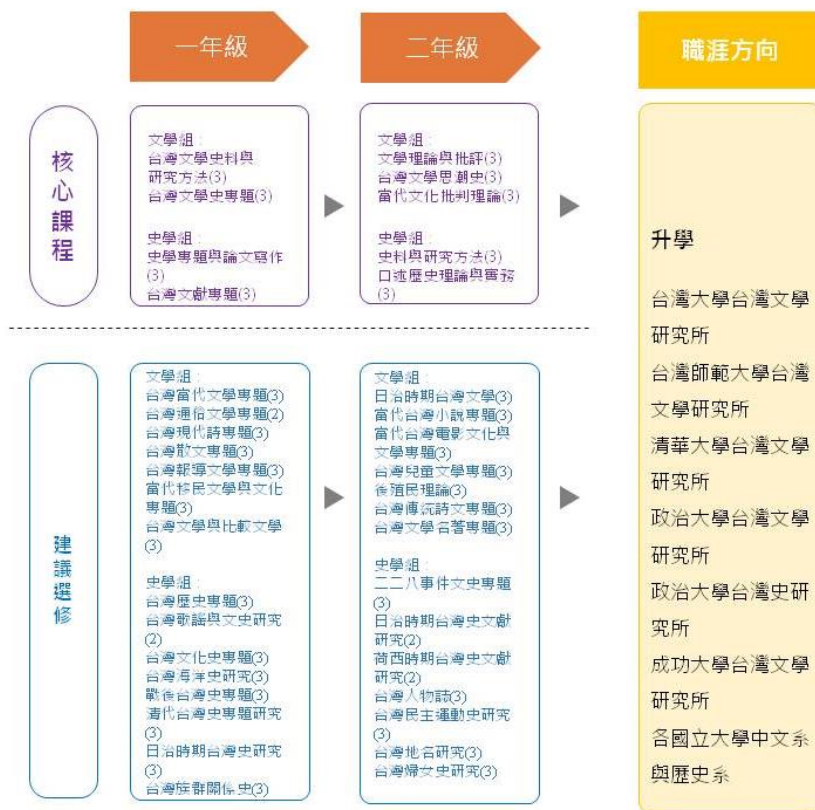 一年級
二年級
職涯方向
核
心
課
程
文學組:
台灣文學史料與
研究方法(3)
台灣文學史專題(3)
史學組:
史學專題與論文寫作
(3)
台灣文獻專題(3)
文學組:
文學理論與批評(3)
台灣文學思潮史(3)
當代文化批判理論(3)
史學組:
史料與研究方法(3)
口述歷史理論與實務
(3)
建
議
選
修
文學組:
台灣當代文學專題(3)
台灣通俗文學專題(2)
台灣現代詩專題(3)
台灣散文專題(3)
台灣報導文學專題(3)
當代移民文學與文化
專題(3)
台灣文學與比較文學
(3)
史學組:
台灣歷史專題(3)
台灣歌謠與文史研究
(2)
台灣文化史專題(3)
台灣海洋史研究(3)
戰後台灣史專題(3)
清代台灣史專題研究
(3)
日治時期台灣史研究
(3)
台灣族群關係史(3)
文學組:
日治時期台灣文學(3)
當代台灣小說專題(3)
當代台灣電影文化與
文學專題(3)
台灣兒童文學專題(3)
後殖民理論(3)
台灣傳統詩文專題(3)
台灣文學名著專題(3)
史學組:
二二八事件文史專題
(3)
日治時期台灣史文獻
研究(2)
荷西時期台灣史文獻
研究(2)
台灣人物誌(3)
台灣民主運動史研究
(3)
台灣地名研究(3)
台灣婦女史研究(3)
升學
台灣大學台灣文學
研究所
台灣師範大學台灣
文學研究所
清華大學台灣文學
研究所
政治大學台灣文學
研究所
政治大學台灣史研
究所
成功大學台灣文學
研究所
各國立大學中文系
與歷史系